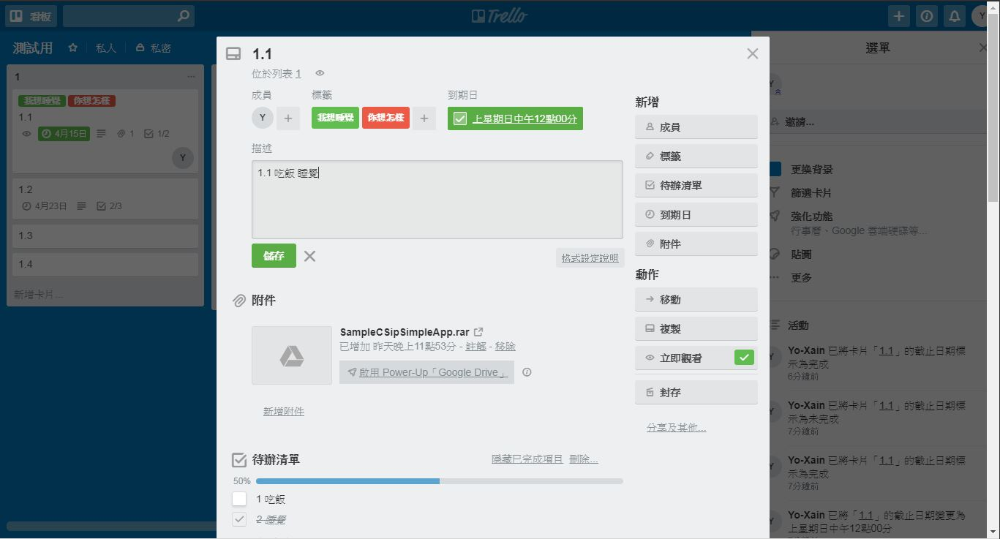 看板
Trello
Y
測試用
私人
私密
1
...
我想睡覺 你想怎樣
1.1
4月15日 1 1/2
Y
1.2
4月23日 2/3
1.3
1.4
新增卡片...
1.1
位於列表 1
成員
Y
標籤
我想睡覺 你想怎樣
到期日
上星期日中午12點00分
描述
1.1 吃飯 睡覺
儲存
格式設定說明
附件
SampleCSipSimpleApp.rar
已增加 昨天晚上11點53分 - 註解 - 移除
啟用 Power-Up「Google Drive」
新增附件
待辦清單
隱藏已完成項目 刪除...
50%
1 吃飯
2 睡覺
新增
成員
標籤
待辦清單
到期日
附件
動作
移動
複製
立即觀看
封存
分享及其他...
選單
Y
邀請...
更換背景
篩選卡片
強化功能
行事曆、Google 雲端硬碟等...
貼圖
更多
活動
Y
Yo-Xain 已將卡片「1.1」的截止日期標
示為完成
6分鐘前
Y
Yo-Xain 已將卡片「1.1」的截止日期標
示為未完成
7分鐘前
Y
Yo-Xain 已將卡片「1.1」的截止日期標
示為完成
7分鐘前
Y
Yo-Xain 已將「1.1」的截止日期變更為
上星期日中午12點00分